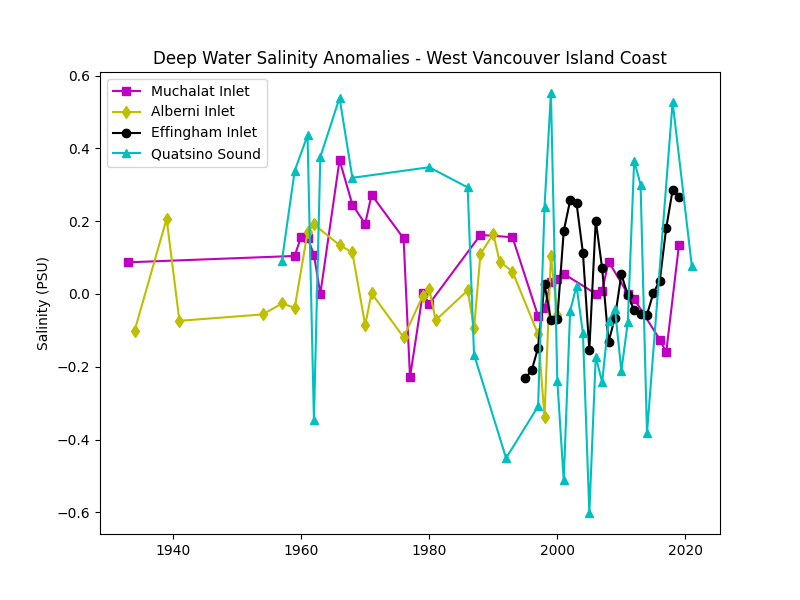 Deep Water Salinity Anomalies - West Vancouver Island Coast
Muchalat Inlet
Alberni Inlet
Effingham Inlet
Quatsino Sound
Salinity (PSU)
0.6
0.4
0.2
0.0
−0.2
−0.4
−0.6
1940
1960
1980
2000
2020